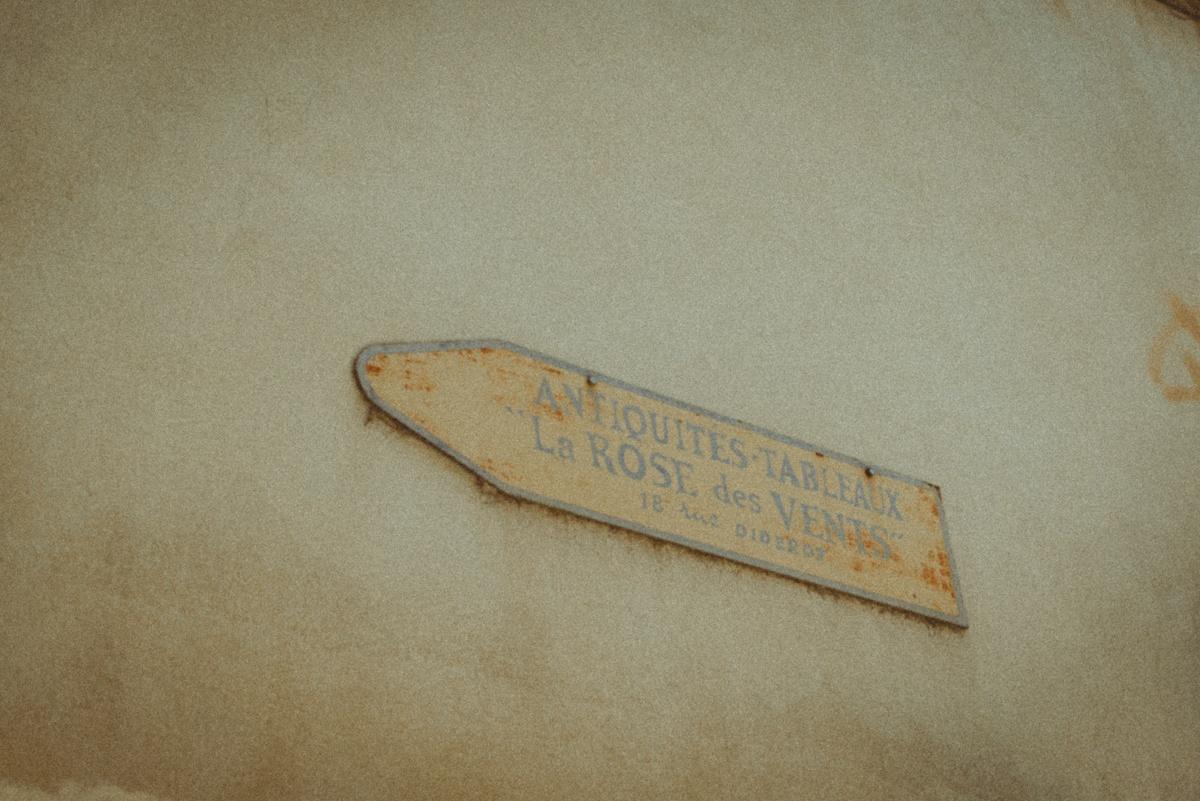 ANTIQUITES·TABLEAUX
"La ROSE des VENTS"
18 rue DIDEROT